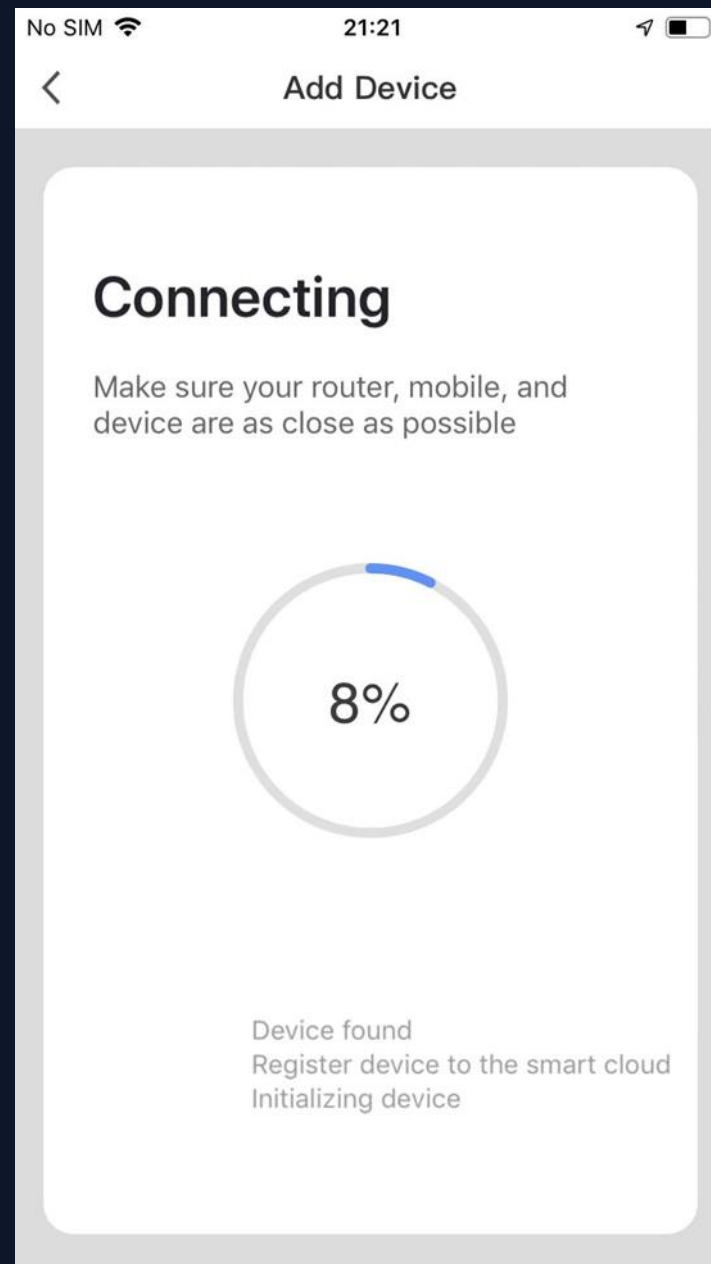 No SIM 21:21
Add Device
Connecting
Make sure your router, mobile, and
device are as close as possible
8%
Device found
Register device to the smart cloud
Initializing device